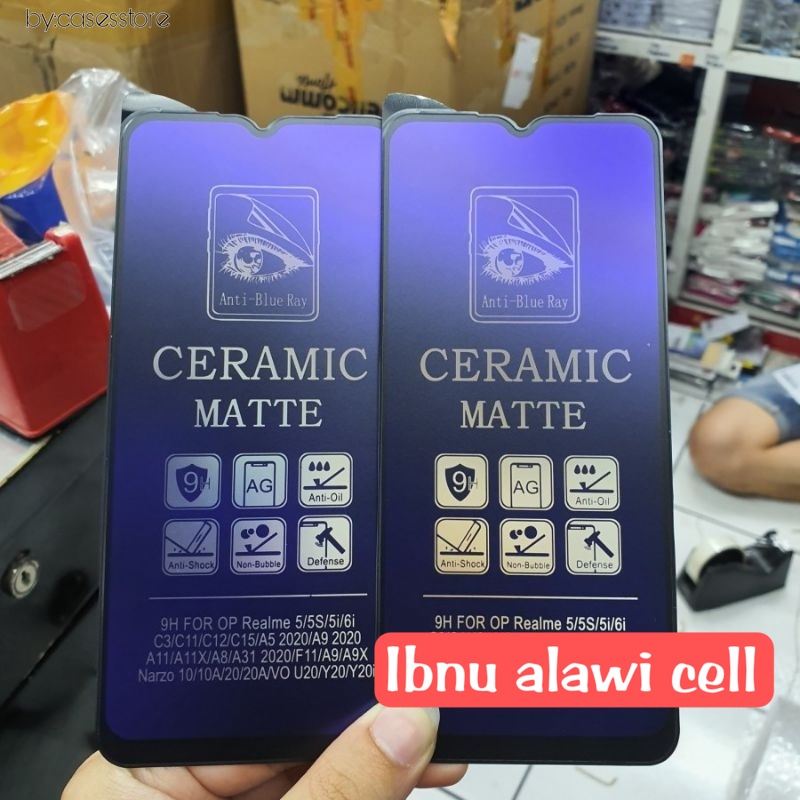 by:casesstore
Anti-Blue Ray
CERAMIC
MATTE
9H
AG
Anti-Oil
Anti-Shock
Non-Bubble
Defense
9H FOR OP Realme 5/5S/5i/6i
C3/C11/C12/C15/A5 2020/A9 2020
A11/A11X/A8/A31 2020/F11/A9/A9X
Narzo 10/10A/20/20A/VO U20/Y20/Y20i
Anti-Blue Ray
CERAMIC
MATTE
9H
AG
Anti-Oil
Anti-Shock
Non-Bubble
Defense
9H FOR OP Realme 5/5S/5i/6i
Ibnu alawi cell